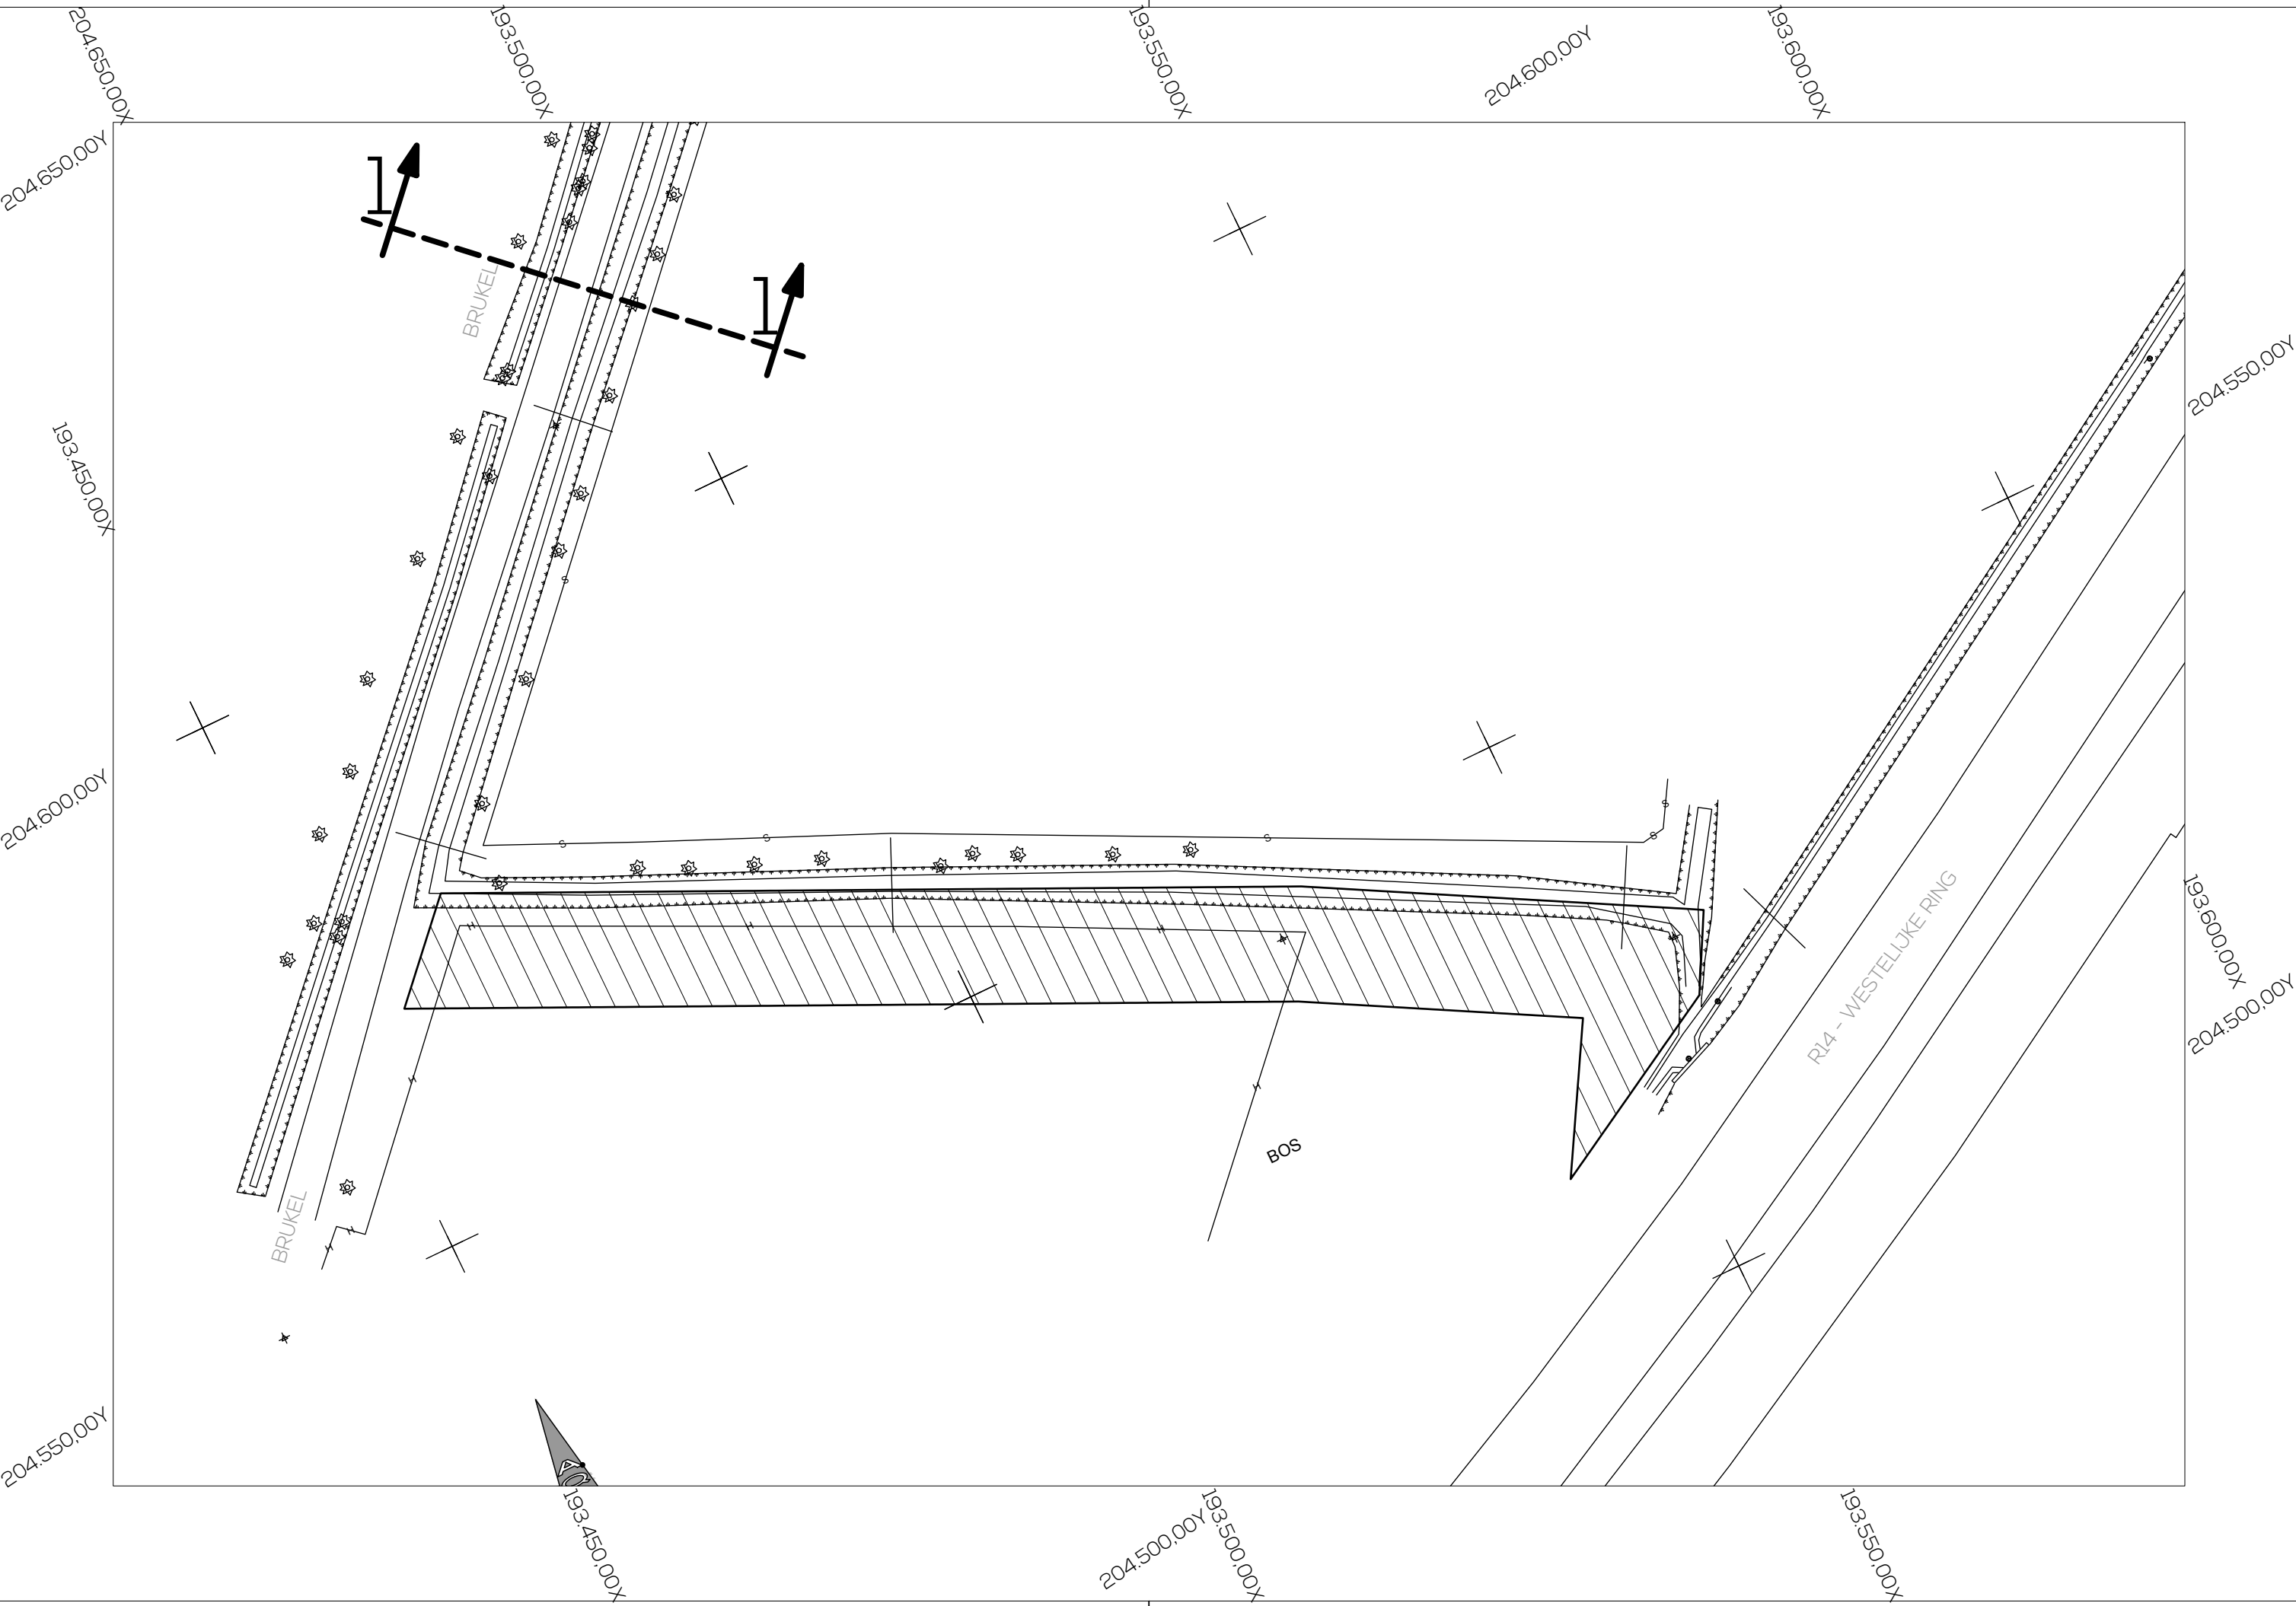 204.650,00X
193.500,00X
193.550,00X
204.600,00Y
193.600,00X
204.650,00Y
1
1
BRUKEL
204.550,00Y
193.450,00X
S
204.600,00Y
S
S
S
S
S
H
H
H
R14 - WESTELIJKE RING
193.600,00X
204.500,00Y
H
H
BOS
BRUKEL
H
H
204.550,00Y
193.450,00X
204.500,00Y
193.500,00X
193.550,00X